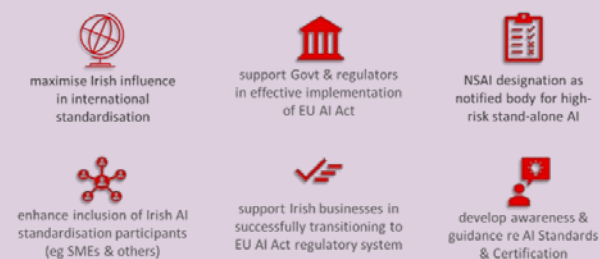 maximise Irish influence
in international
standardisation
support Govt & regulators
in effective implementation
of EU AI Act
NSAI designation as
notified body for high-
risk stand-alone AI
enhance inclusion of Irish AI
standardisation participants
(eg SMEs & others)
support Irish businesses in
successfully transitioning to
EU AI Act regulatory system
develop awareness &
guidance re AI Standards
& Certification